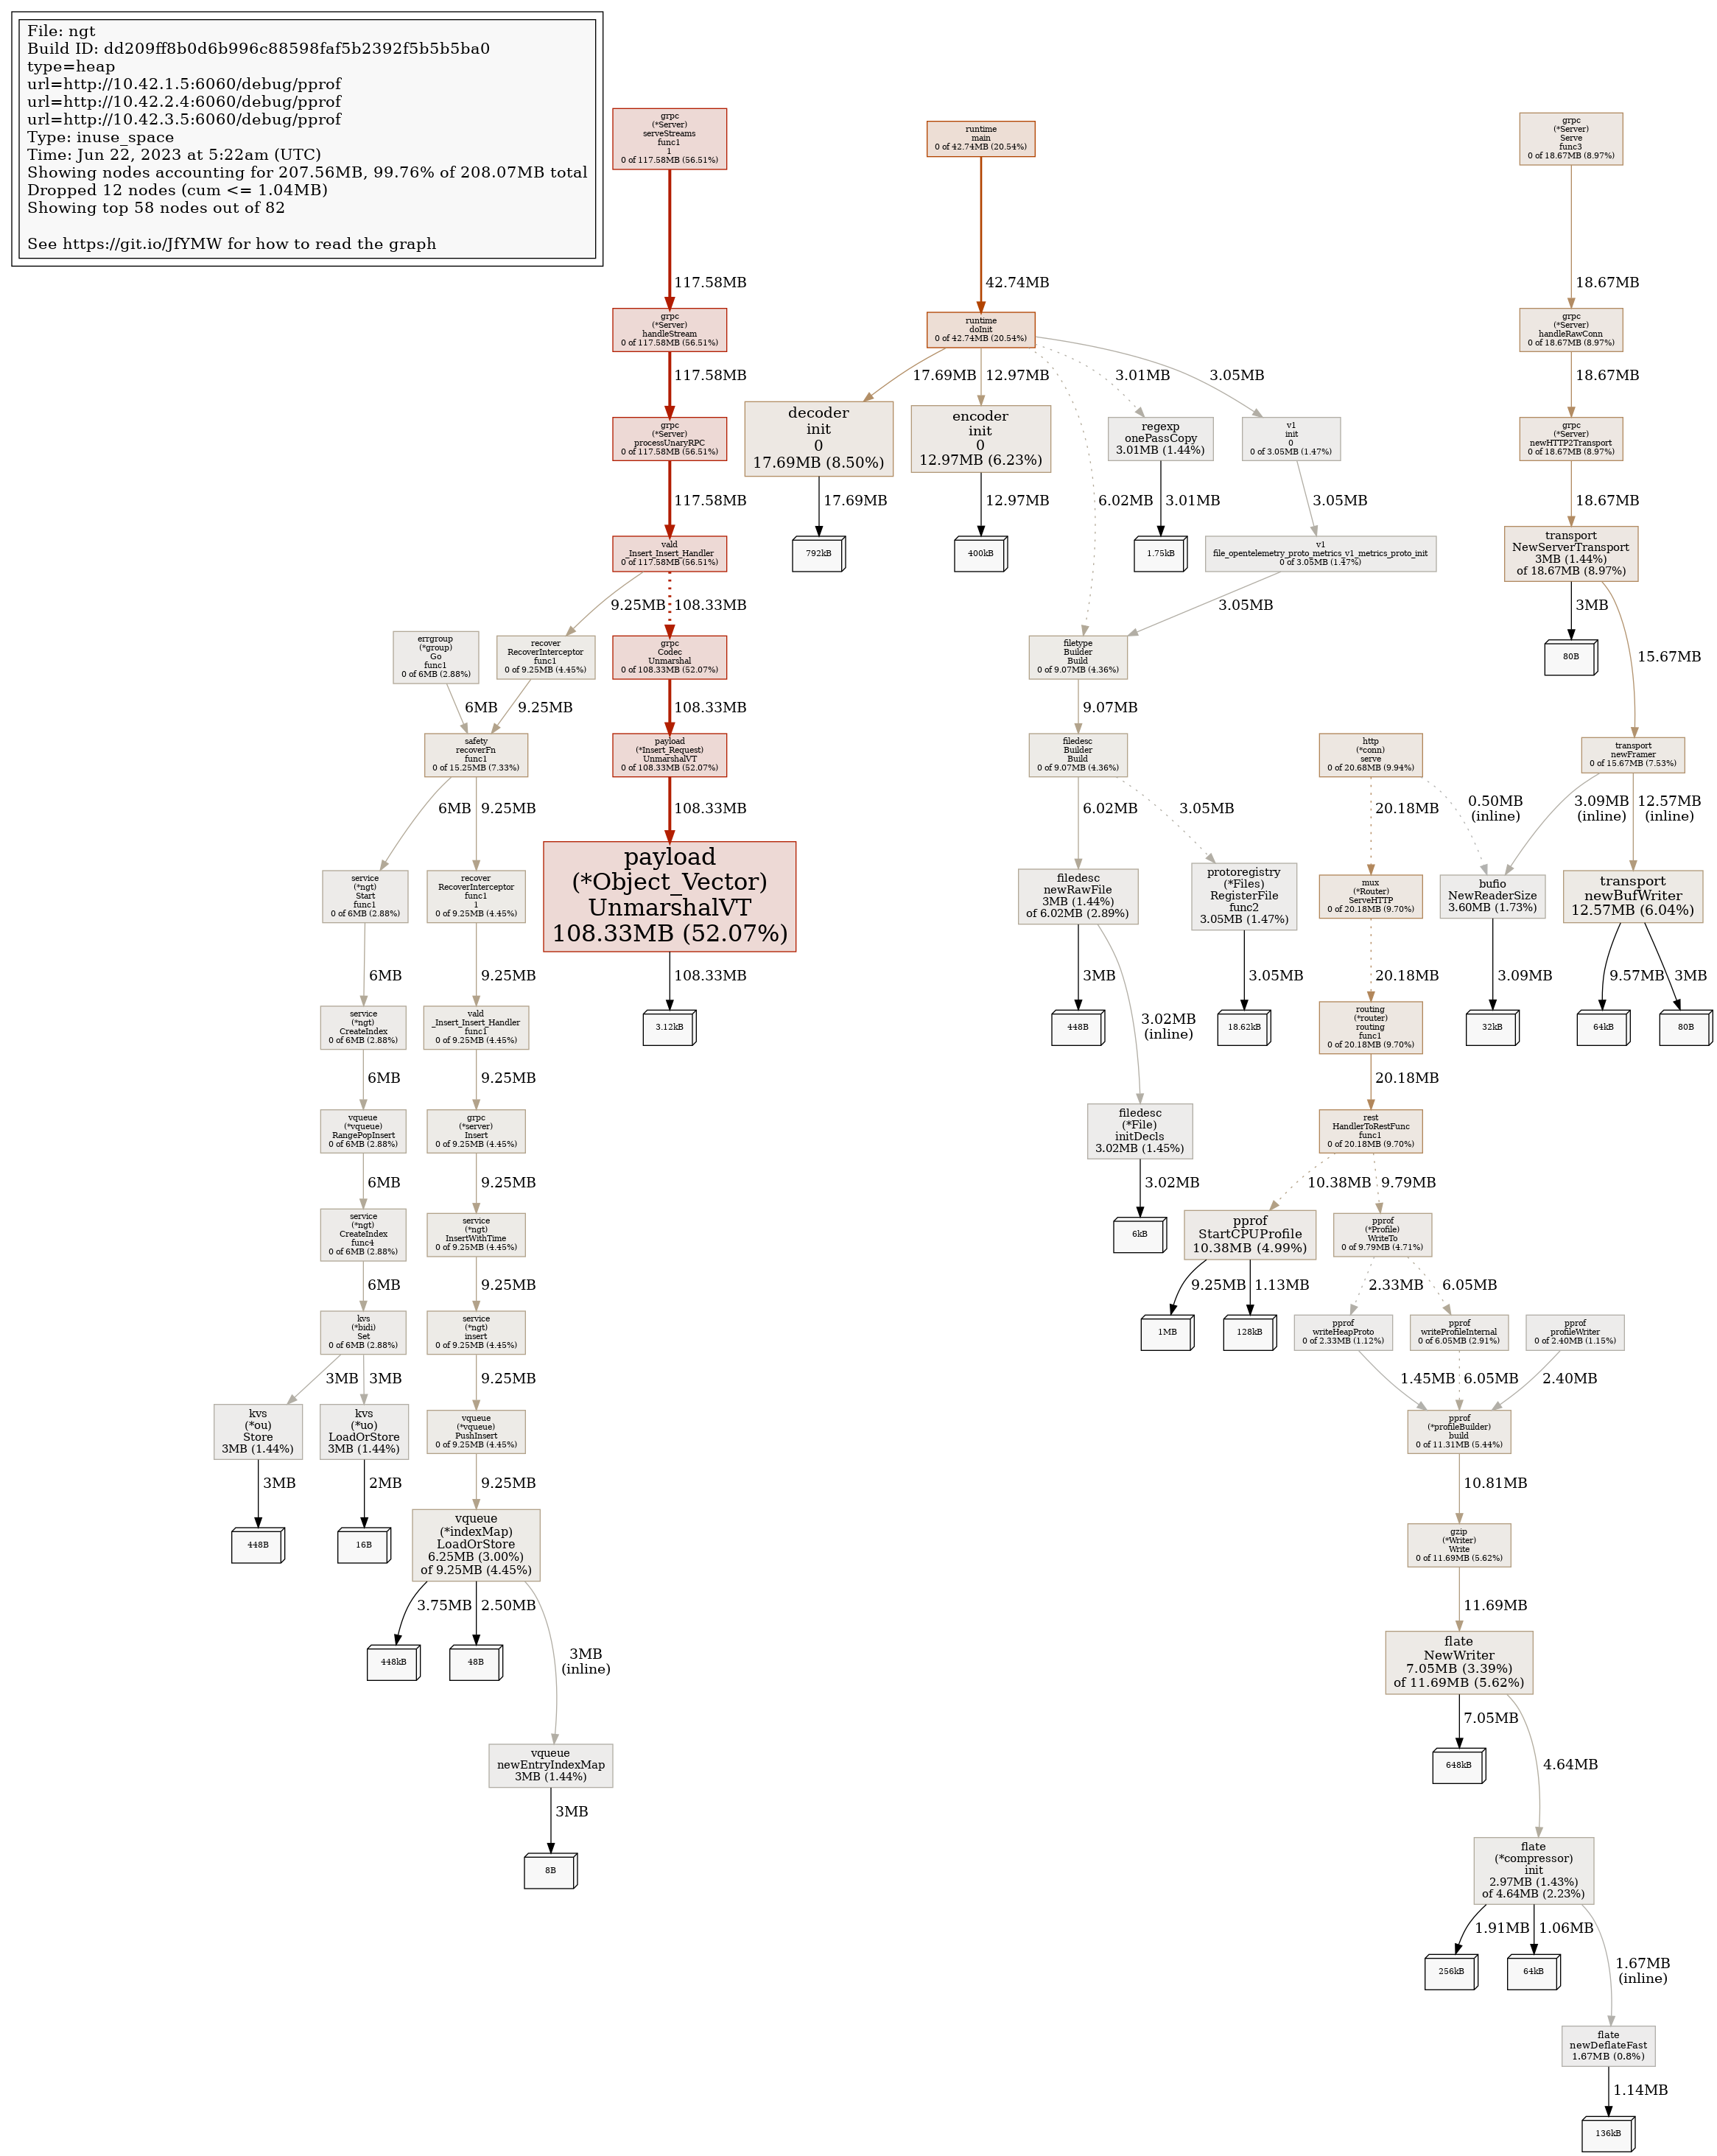 File: ngt
Build ID: dd209ff8b0d6b996c88598faf5b2392f5b5b5ba0
type=heap
url=http://10.42.1.5:6060/debug/pprof
url=http://10.42.2.4:6060/debug/pprof
url=http://10.42.3.5:6060/debug/pprof
Type: inuse_space
Time: Jun 22, 2023 at 5:22am (UTC)
Showing nodes accounting for 207.56MB, 99.76% of 208.07MB total
Dropped 12 nodes (cum <= 1.04MB)
Showing top 58 nodes out of 82
See https://git.io/JfYMW for how to read the graph
grpc
(*Server)
serveStreams
func1
1
0 of 117.58MB (56.51%)
117.58MB
grpc
(*Server)
handleStream
0 of 117.58MB (56.51%)
117.58MB
grpc
(*Server)
processUnaryRPC
0 of 117.58MB (56.51%)
117.58MB
vald
_Insert_Insert_Handler
0 of 117.58MB (56.51%)
9.25MB
108.33MB
errgroup
(*group)
Go
func1
0 of 6MB (2.88%)
recover
RecoverInterceptor
func1
0 of 9.25MB (4.45%)
grpc
Codec
Unmarshal
0 of 108.33MB (52.07%)
6MB
9.25MB
108.33MB
safety
recoverFn
func1
0 of 15.25MB (7.33%)
payload
(*Insert_Request)
UnmarshalVT
0 of 108.33MB (52.07%)
6MB
9.25MB
108.33MB
service
(*ngt)
Start
func1
0 of 6MB (2.88%)
recover
RecoverInterceptor
func1
1
0 of 9.25MB (4.45%)
payload
(*Object_Vector)
UnmarshalVT
108.33MB (52.07%)
6MB
9.25MB
108.33MB
3.12kB
service
(*ngt)
CreateIndex
0 of 6MB (2.88%)
vald
_Insert_Insert_Handler
func1
0 of 9.25MB (4.45%)
6MB
9.25MB
vqueue
(*vqueue)
RangePopInsert
0 of 6MB (2.88%)
grpc
(*server)
Insert
0 of 9.25MB (4.45%)
6MB
9.25MB
service
(*ngt)
CreateIndex
func4
0 of 6MB (2.88%)
service
(*ngt)
InsertWithTime
0 of 9.25MB (4.45%)
6MB
9.25MB
kvs
(*bidi)
Set
0 of 6MB (2.88%)
service
(*ngt)
insert
0 of 9.25MB (4.45%)
3MB
3MB
9.25MB
kvs
(*ou)
Store
3MB (1.44%)
kvs
(*uo)
LoadOrStore
3MB (1.44%)
vqueue
(*vqueue)
PushInsert
0 of 9.25MB (4.45%)
3MB
2MB
9.25MB
448B
16B
vqueue
(*indexMap)
LoadOrStore
6.25MB (3.00%)
of 9.25MB (4.45%)
3.75MB
2.50MB
3MB
(inline)
448kB
48B
vqueue
newEntryIndexMap
3MB (1.44%)
3MB
8B
runtime
main
0 of 42.74MB (20.54%)
42.74MB
runtime
doInit
0 of 42.74MB (20.54%)
17.69MB
12.97MB
6.02MB
3.01MB
3.05MB
decoder
init
0
17.69MB (8.50%)
encoder
init
0
12.97MB (6.23%)
regexp
onePassCopy
3.01MB (1.44%)
v1
init
0
0 of 3.05MB (1.47%)
17.69MB
12.97MB
3.01MB
3.05MB
792kB
400kB
1.75kB
v1
file_opentelemetry_proto_metrics_v1_metrics_proto_init
0 of 3.05MB (1.47%)
3.05MB
filetype
Builder
Build
0 of 9.07MB (4.36%)
9.07MB
filedesc
Builder
Build
0 of 9.07MB (4.36%)
6.02MB
3.05MB
filedesc
newRawFile
3MB (1.44%)
of 6.02MB (2.89%)
protoregistry
(*Files)
RegisterFile
func2
3.05MB (1.47%)
3MB
3.02MB
(inline)
3.05MB
448B
18.62kB
filedesc
(*File)
initDecls
3.02MB (1.45%)
3.02MB
6kB
http
(*conn)
serve
0 of 20.68MB (9.94%)
20.18MB
0.50MB
(inline)
mux
(*Router)
ServeHTTP
0 of 20.18MB (9.70%)
20.18MB
routing
(*router)
routing
func1
0 of 20.18MB (9.70%)
20.18MB
rest
HandlerToRestFunc
func1
0 of 20.18MB (9.70%)
10.38MB
9.79MB
pprof
StartCPUProfile
10.38MB (4.99%)
pprof
(*Profile)
WriteTo
0 of 9.79MB (4.71%)
9.25MB
1.13MB
2.33MB
6.05MB
1MB
128kB
pprof
writeHeapProto
0 of 2.33MB (1.12%)
pprof
writeProfileInternal
0 of 6.05MB (2.91%)
pprof
profileWriter
0 of 2.40MB (1.15%)
1.45MB
6.05MB
2.40MB
pprof
(*profileBuilder)
build
0 of 11.31MB (5.44%)
10.81MB
gzip
(*Writer)
Write
0 of 11.69MB (5.62%)
11.69MB
flate
NewWriter
7.05MB (3.39%)
of 11.69MB (5.62%)
7.05MB
4.64MB
648kB
flate
(*compressor)
init
2.97MB (1.43%)
of 4.64MB (2.23%)
1.91MB
1.06MB
1.67MB
(inline)
256kB
64kB
flate
newDeflateFast
1.67MB (0.8%)
1.14MB
136kB
grpc
(*Server)
Serve
func3
0 of 18.67MB (8.97%)
18.67MB
grpc
(*Server)
handleRawConn
0 of 18.67MB (8.97%)
18.67MB
grpc
(*Server)
newHTTP2Transport
0 of 18.67MB (8.97%)
18.67MB
transport
NewServerTransport
3MB (1.44%)
of 18.67MB (8.97%)
3MB
15.67MB
80B
transport
newFramer
0 of 15.67MB (7.53%)
3.09MB
(inline)
12.57MB
(inline)
bufio
NewReaderSize
3.60MB (1.73%)
transport
newBufWriter
12.57MB (6.04%)
3.09MB
9.57MB
3MB
32kB
64kB
80B